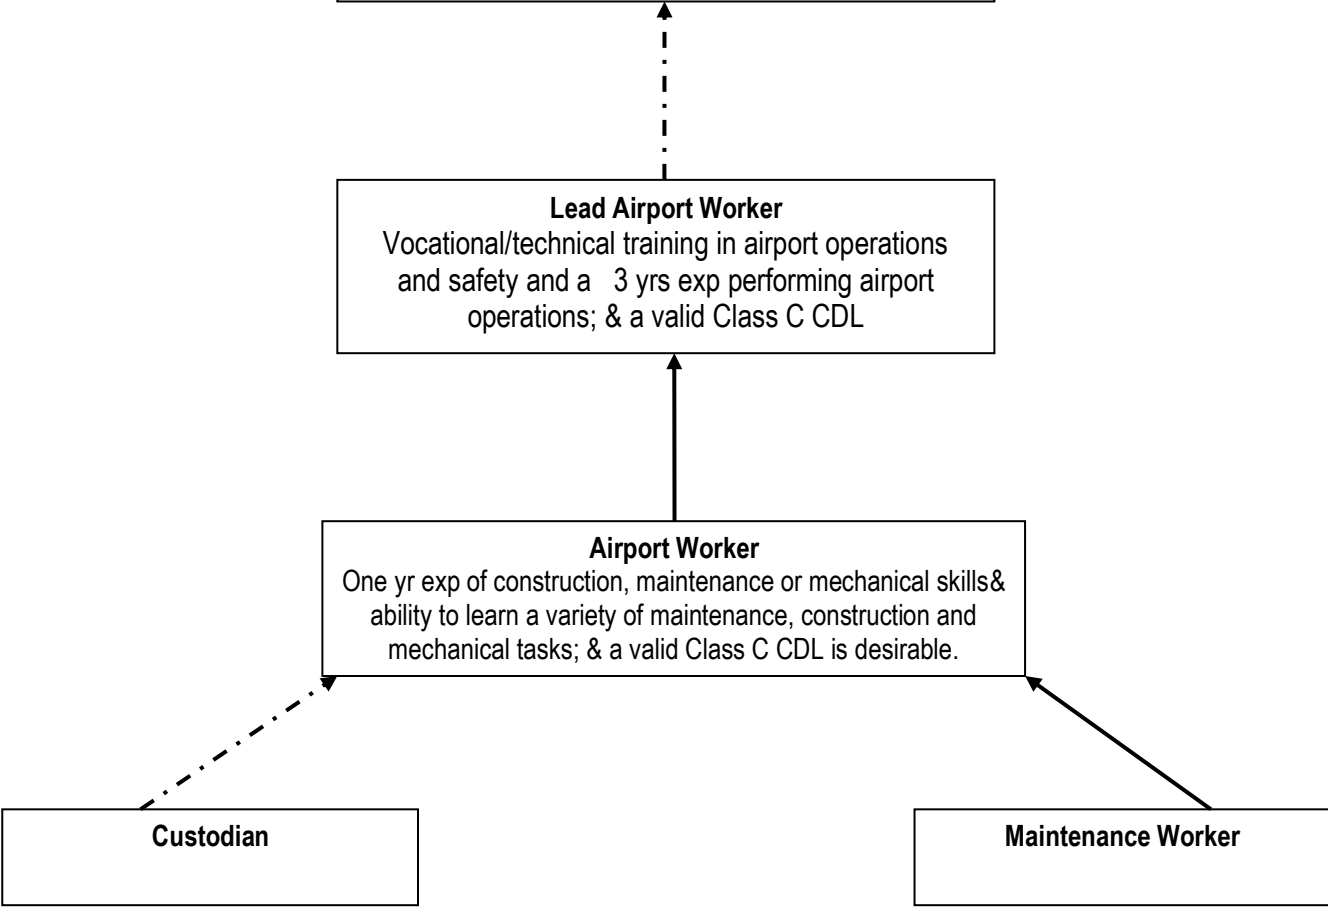 Lead Airport Worker
Vocational/technical training in airport operations
and safety and a   3 yrs exp performing airport
operations; & a valid Class C CDL
Airport Worker
One yr exp of construction, maintenance or mechanical skills&
ability to learn a variety of maintenance, construction and
mechanical tasks; & a valid Class C CDL is desirable.
Custodian
Maintenance Worker